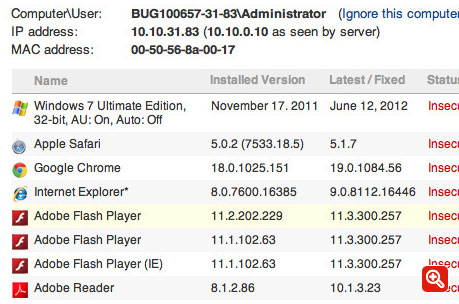 Computer\User: BUG100657-31-83\Administrator (Ignore this computer
IP address: 10.10.31.83 (10.10.0.10 as seen by server)
MAC address: 00-50-56-8a-00-17
Name Installed Version Latest / Fixed Status
Windows 7 Ultimate Edition, November 17. 2011 June 12, 2012 Insecu
32-bit, AU: On, Auto: Off
Apple Safari 5.0.2 (7533.18.5) 5.1.7 Insecu
Google Chrome 18.0.1025.151 19.0.1084.56 Insecu
Internet Explorer* 8.0.7600.16385 9.0.8112.16446 Insecu
Adobe Flash Player 11.2.202.229 11.3.300.257 Insecu
Adobe Flash Player 11.1.102.63 11.3.300.257 Insecu
Adobe Flash Player (IE) 11.1.102.63 11.3.300.257 Insecu
Adobe Reader 8.1.2.86 10.1.3.23